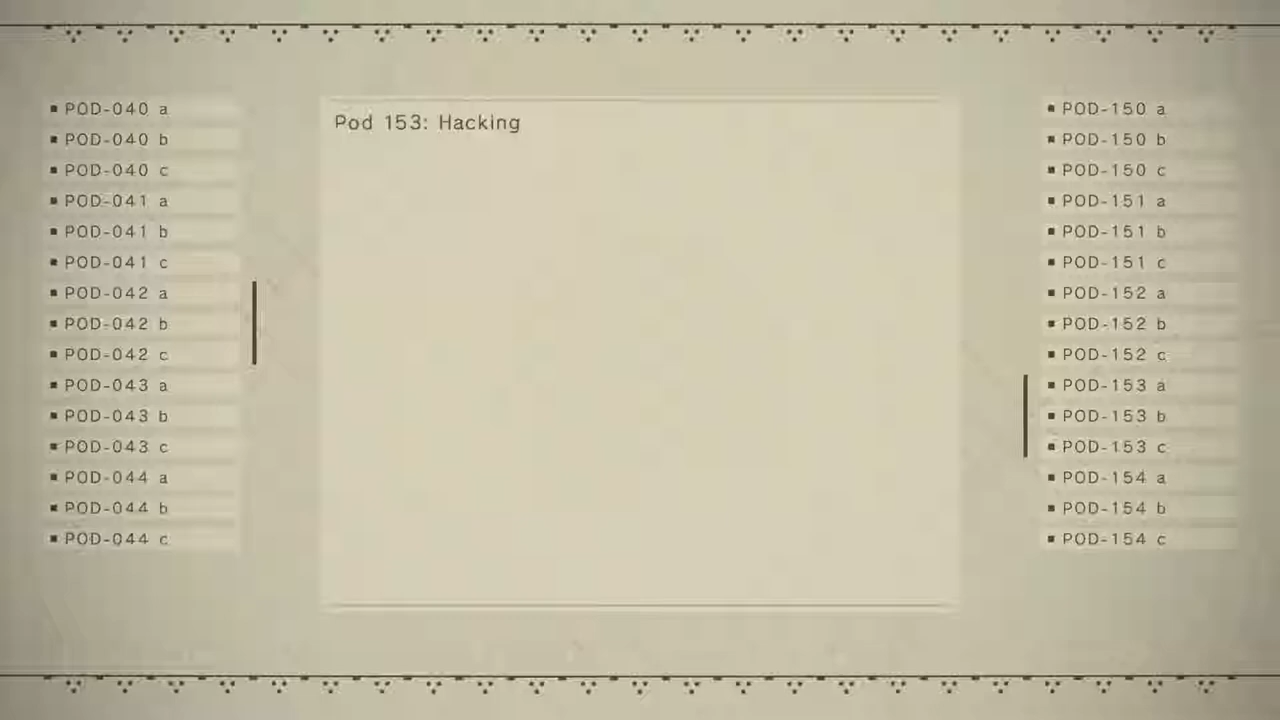 POD-040 a
POD-040 b
POD-040 c
POD-041 a
POD-041 b
POD-041 c
POD-042 a
POD-042 b
POD-042 c
POD-043 a
POD-043 b
POD-043 c
POD-044 a
POD-044 b
POD-044 c
Pod 153: Hacking
POD-150 a
POD-150 b
POD-150 c
POD-151 a
POD-151 b
POD-151 c
POD-152 a
POD-152 b
POD-152 c
POD-153 a
POD-153 b
POD-153 c
POD-154 a
POD-154 b
POD-154 c